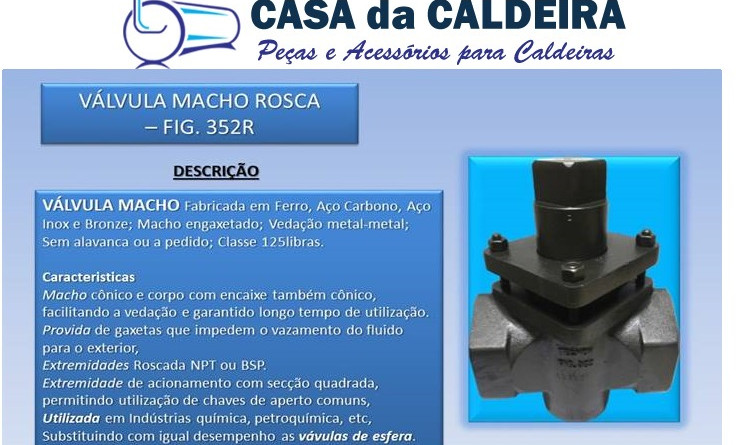 CASA da CALDEIRA
Peças e Acessórios para Caldeiras
VÁLVULA MACHO ROSCA
– FIG. 352R
DESCRIÇÃO
VÁLVULA MACHO Fabricada em Ferro, Aço Carbono, Aço
Inox e Bronze; Macho engaxetado; Vedação metal-metal;
Sem alavanca ou a pedido; Classe 125libras.
Caracteristicas
Macho cônico e corpo com encaixe também cônico,
facilitando a vedação e garantido longo tempo de utilização.
Provida de gaxetas que impedem o vazamento do fluido
para o exterior,
Extremidades Roscada NPT ou BSP.
Extremidade de acionamento com secção quadrada,
permitindo utilização de chaves de aperto comuns,
Utilizada em Indústrias química, petroquímica, etc,
Substituindo com igual desempenho as vávulas de esfera.